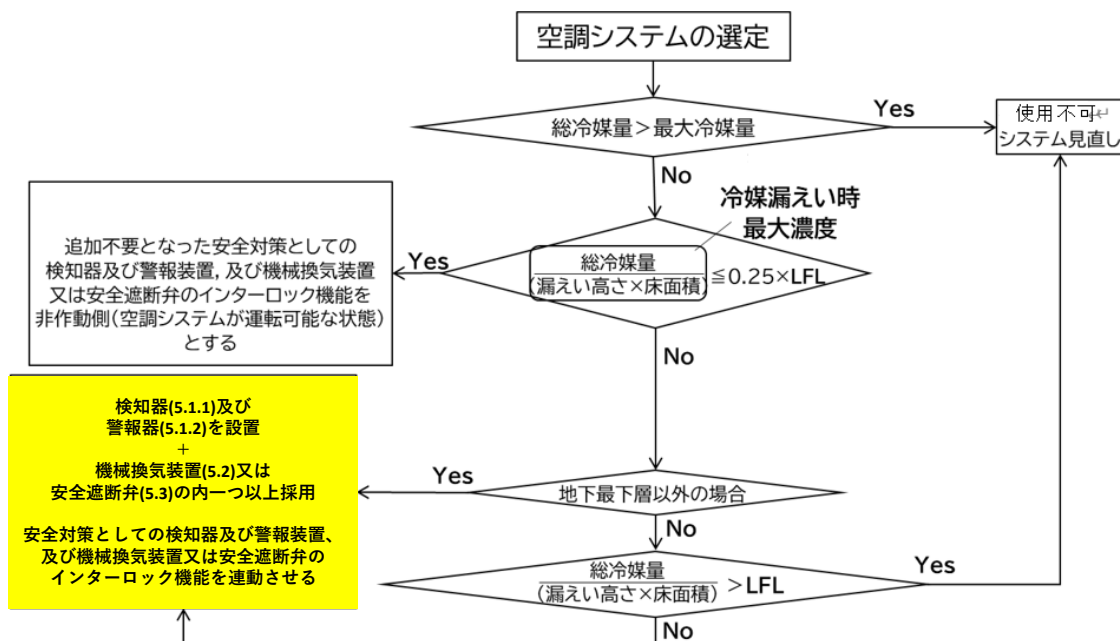 空調システムの選定
総冷媒量>最大冷媒量
Yes
使用不可↵
システム見直し
No
冷媒漏えい時
最大濃度
追加不要となった安全対策としての
検知器及び警報装置, 及び機械換気装置
又は安全遮断弁のインターロック機能を
非作動側(空調システムが運転可能な状態)
とする
Yes
総冷媒量
(漏えい高さ×床面積)
≦0.25×LFL
No
検知器(5.1.1)及び
警報器(5.1.2)を設置
+
機械換気装置(5.2)又は
安全遮断弁(5.3)の内一つ以上採用
安全対策としての検知器及び警報装置、
及び機械換気装置又は安全遮断弁の
インターロック機能を連動させる
Yes
地下最下層以外の場合
No
総冷媒量
(漏えい高さ×床面積)
>LFL
Yes
No